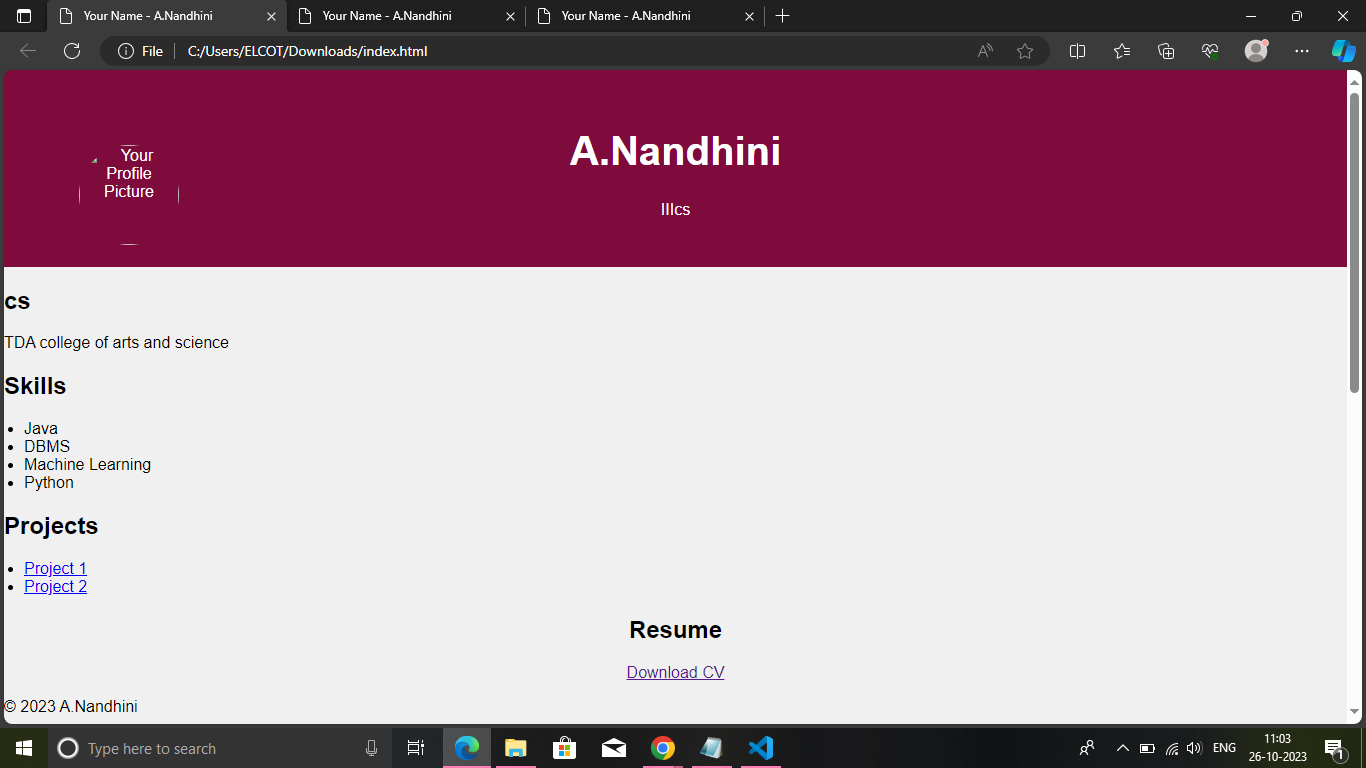 Your Name - A.Nandhini
Your Name - A.Nandhini
Your Name - A.Nandhini
File
C:/Users/ELCOT/Downloads/index.html
A.Nandhini
Your
Profile
Picture
IIIcs
cs
TDA college of arts and science
Skills
Java
DBMS
Machine Learning
Python
Projects
Project 1
Project 2
Resume
Download CV
© 2023 A.Nandhini
Type here to search
ENG
11:03
26-10-2023
1